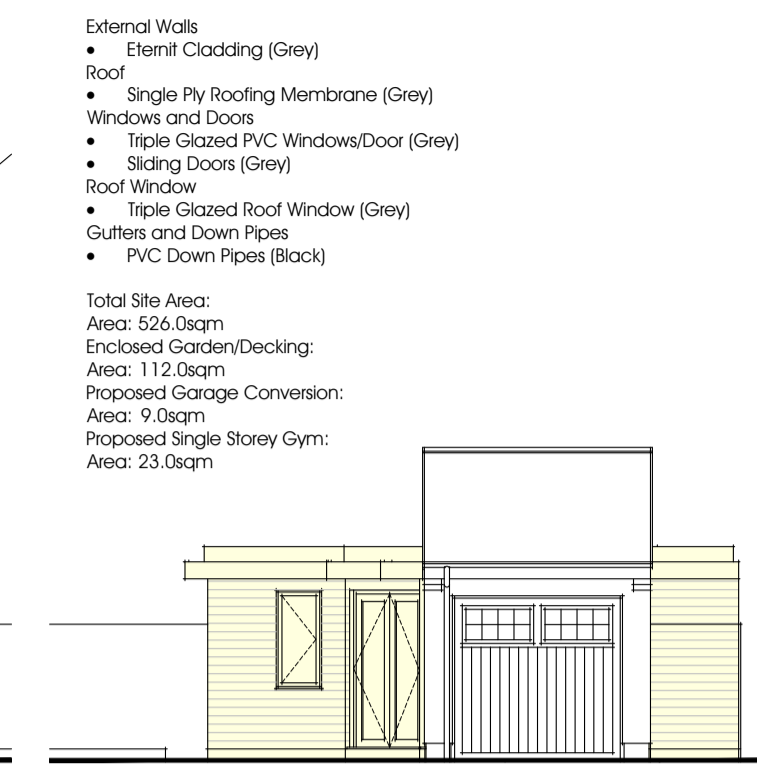 External Walls
• Eternit Cladding (Grey)
Roof
• Single Ply Roofing Membrane (Grey)
Windows and Doors
• Triple Glazed PVC Windows/Door (Grey)
• Sliding Doors (Grey)
Roof Window
• Triple Glazed Roof Window (Grey)
Gutters and Down Pipes
• PVC Down Pipes (Black)
Total Site Area:
Area: 526.0sqm
Enclosed Garden/Decking:
Area: 112.0sqm
Proposed Garage Conversion:
Area: 9.0sqm
Proposed Single Storey Gym:
Area: 23.0sqm